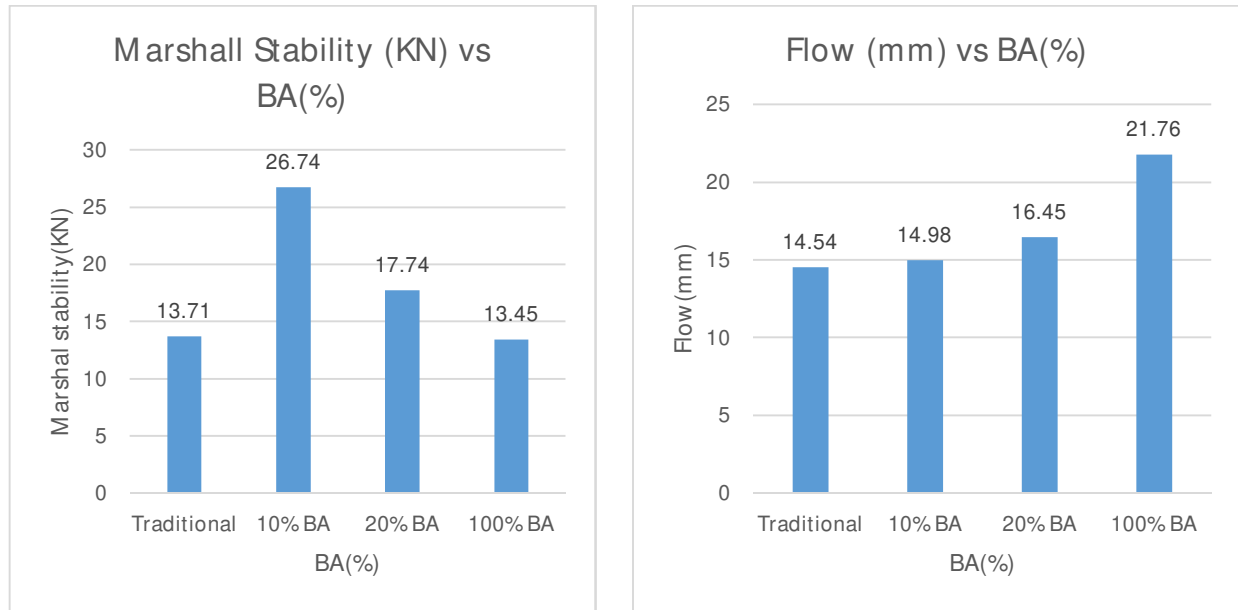 Marshall Stability (KN) vs
BA(%)
Marshal stability(KN)
30
25
20
15
10
5
0
13.71
26.74
17.74
13.45
Traditional
10% BA
20% BA
100% BA
BA(%)
Flow (mm) vs BA(%)
Flow (mm)
25
20
15
10
5
0
14.54
14.98
16.45
21.76
Traditional
10% BA
20% BA
100% BA
BA(%)